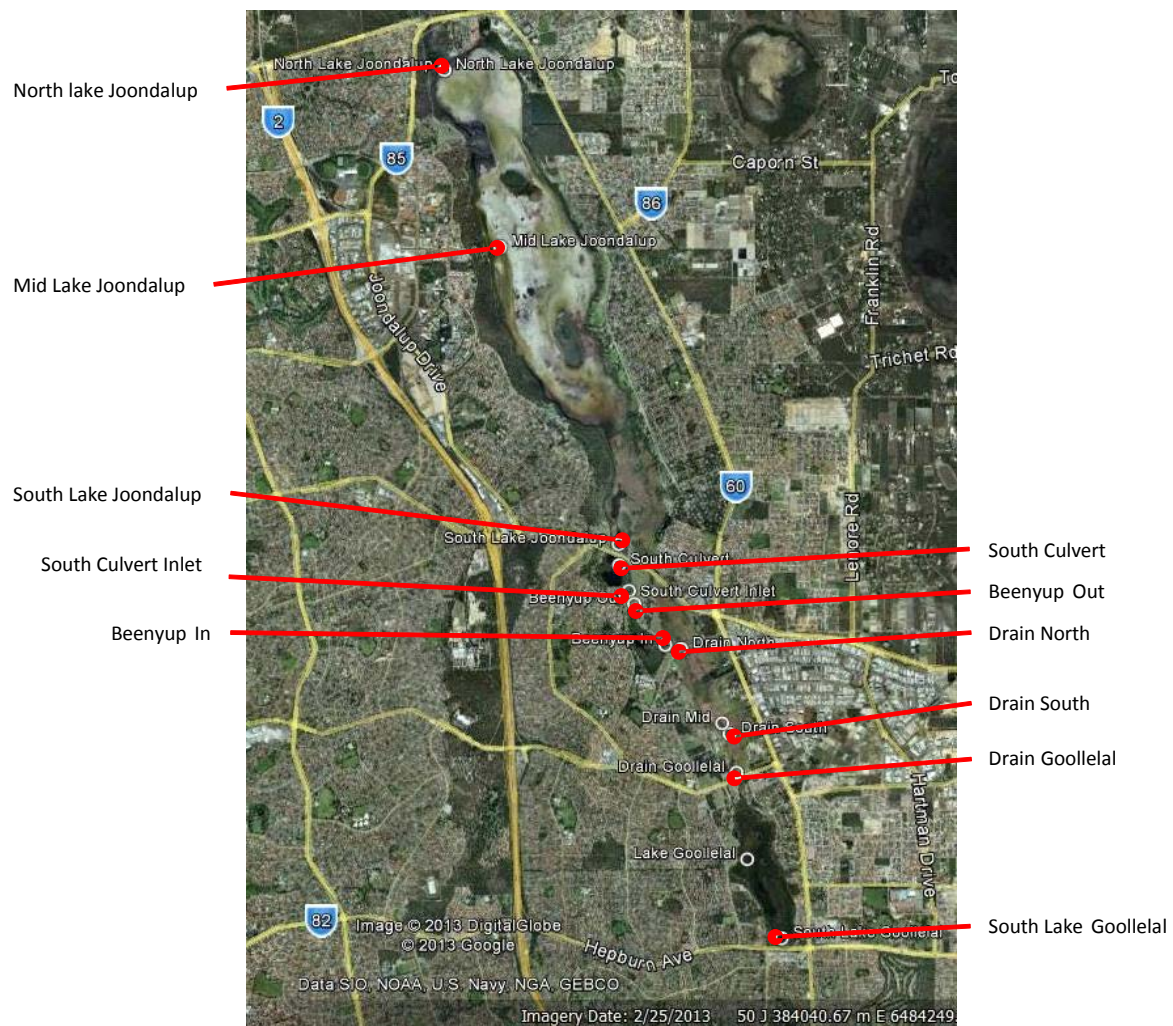 North lake Joondalup
North Lake Joondalup
North Lake Joondalup
To
2
85
Caporn St
86
Franklin Rd
Mid Lake Joondalup
Mid Lake Joondalup
Joondalup Drive
Trichet Rd
60
Lenore Rd
South Lake Joondalup
South Lake Joondalup
South Culvert
South Culvert
South Culvert Inlet
South Culvert Inlet
Beenyup Out
Beenyup Out
Beenyup In
Beenyup In
Drain North
Drain North
Drain Mid
Drain South
Drain South
Drain Goollelal
Drain Goollelal
Hartman Drive
Lake Goollelal
82
South Lake Goollelal
South Lake Goollelal
Hepburn Ave
Image © 2013 DigitalGlobe
© 2013 Google
Data SIO, NOAA, U.S. Navy, NGA, GEBCO
Imagery Date: 2/25/2013 50 J 384040.67 m E 6484249.